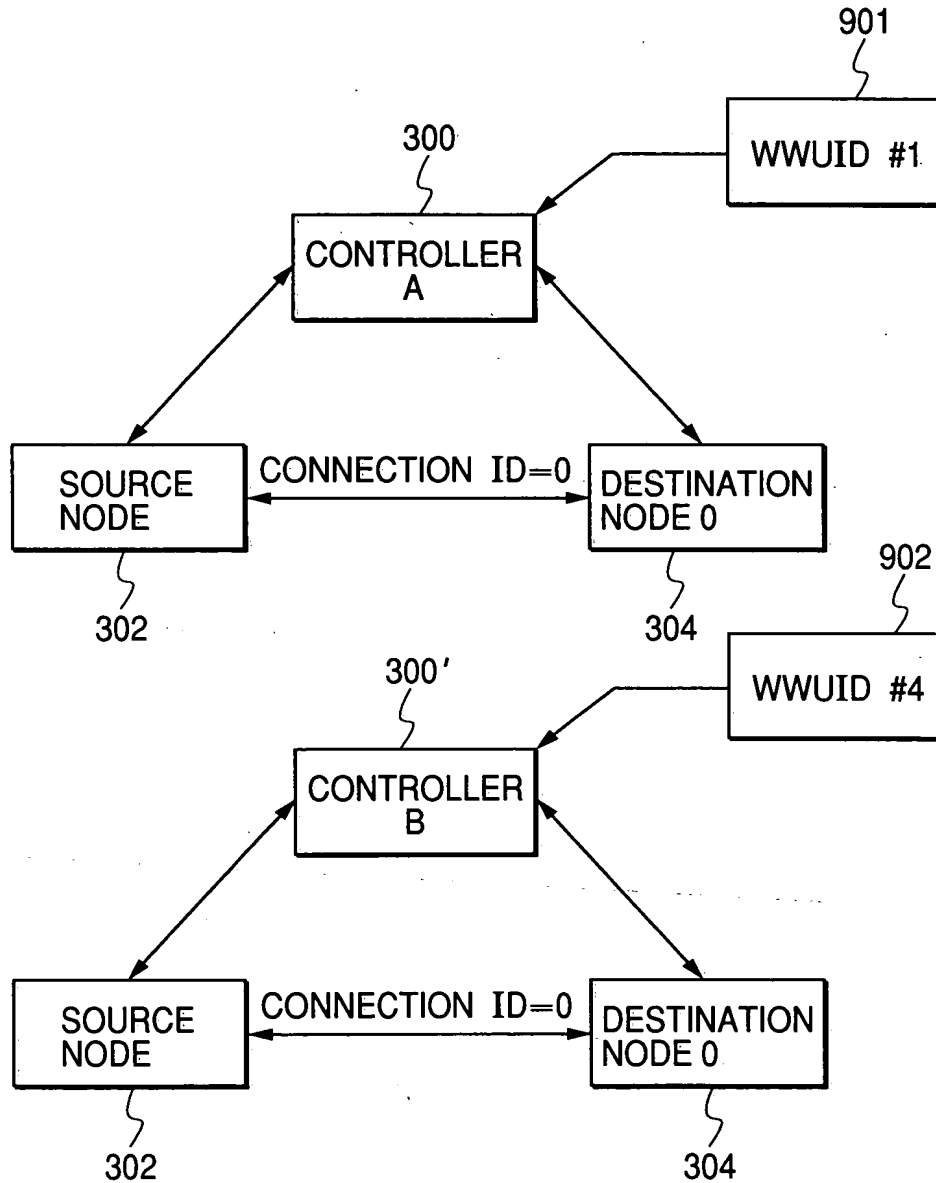 901
WWUID #1
300
CONTROLLER
A
SOURCE
NODE
CONNECTION ID=0
DESTINATION
NODE 0
302
304
902
WWUID #4
300'
CONTROLLER
B
SOURCE
NODE
CONNECTION ID=0
DESTINATION
NODE 0
302
304